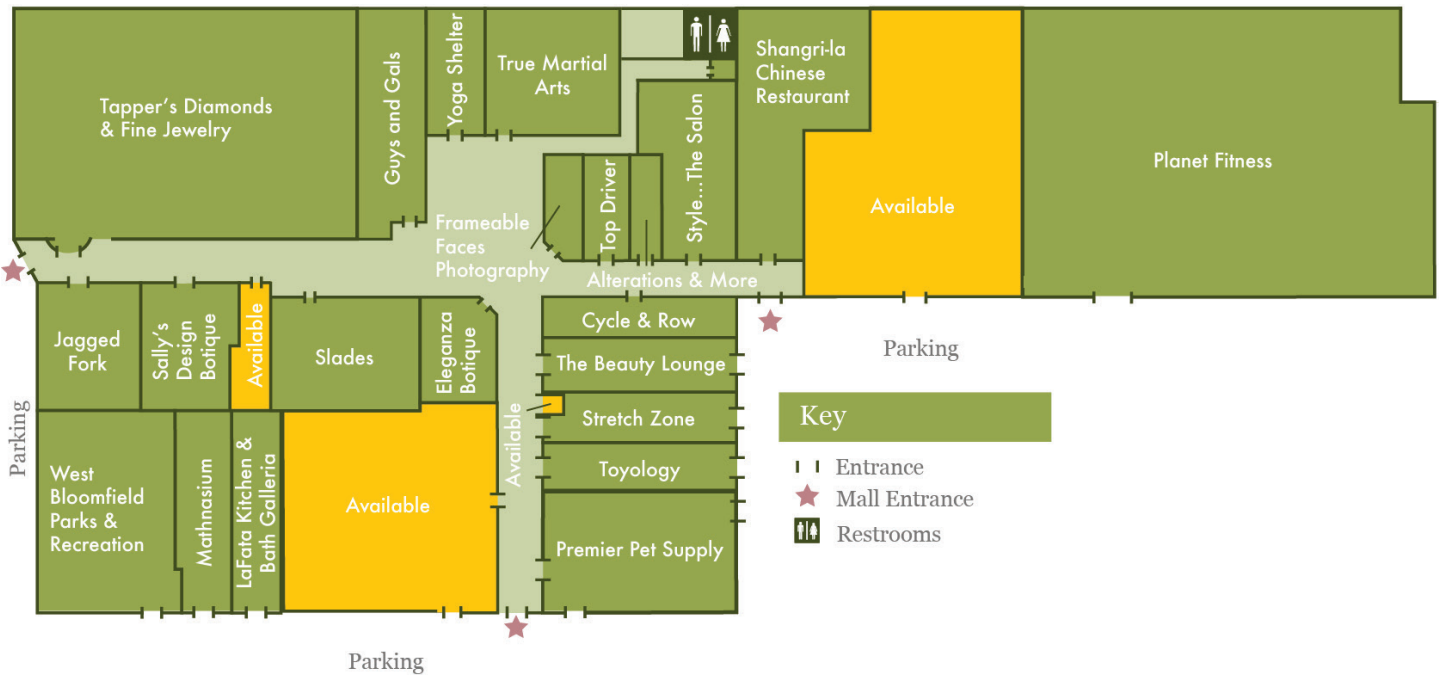 Tapper's Diamonds
& Fine Jewelry
Guys and Gals
Yoga Shelter
True Martial
Arts
Shangri-la
Chinese
Restaurant
Available
Planet Fitness
Frameable
Faces
Photography
Top Driver
Style...The Salon
Alterations & More
Jagged
Fork
Sally's
Design
Botique
Available
Slades
Eleganza
Botique
Cycle & Row
The Beauty Lounge
Available
Stretch Zone
Toyology
Premier Pet Supply
West
Bloomfield
Parks &
Recreation
Mathnasium
LaFata Kitchen &
Bath Galleria
Available
Parking
Parking
Parking
Key
Entrance
Mall Entrance
Restrooms